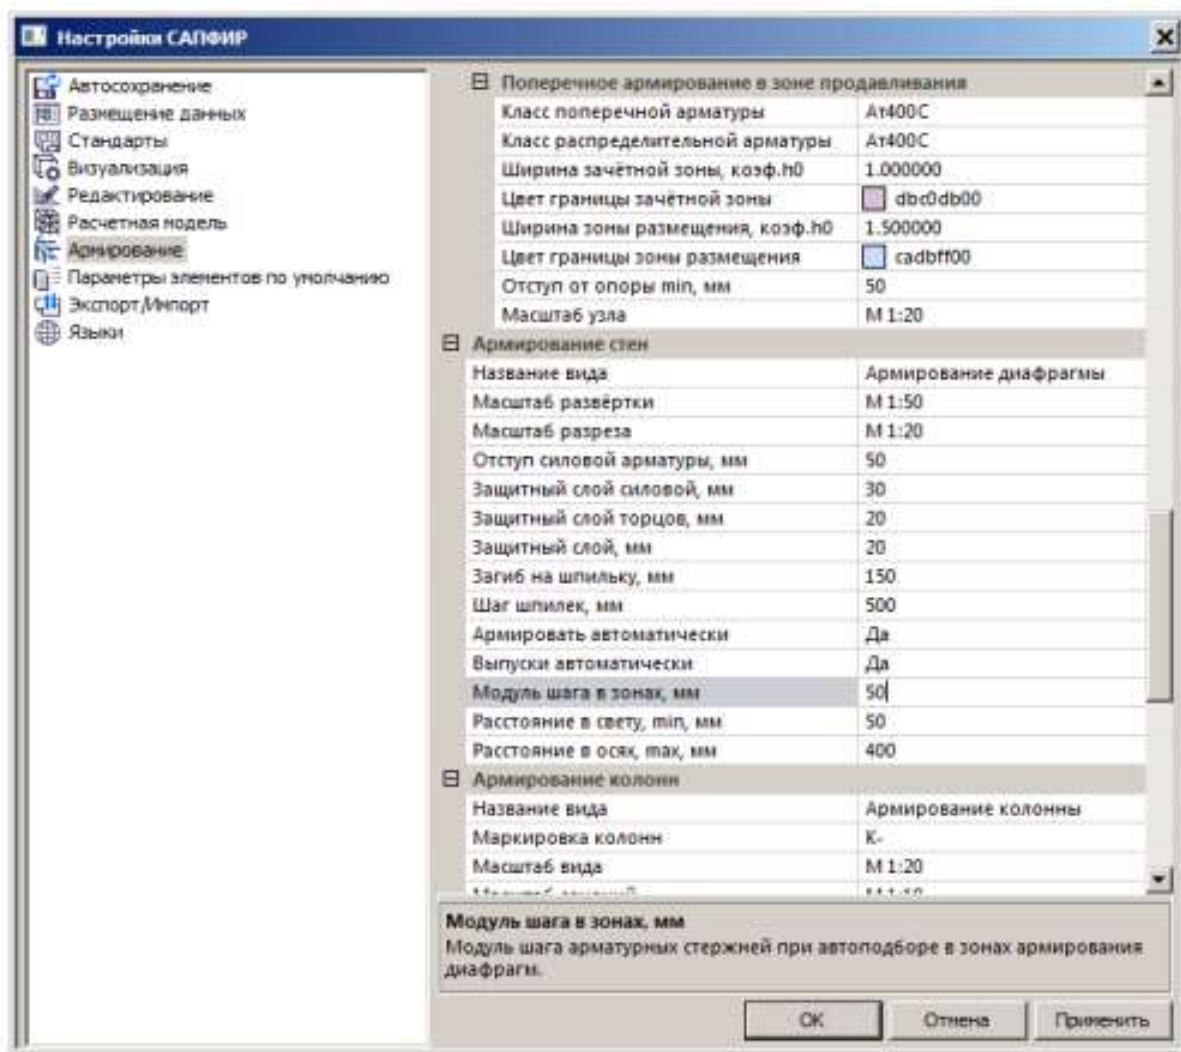 Настройки САПФИР
Автосохранение
Размещение данных
Стандарты
Визуализация
Редактирование
Расчетная модель
Армирование
Параметры элементов по умолчанию
Экспорт/Импорт
Языки
Поперечное армирование в зоне продавливания
Класс поперечной арматуры Ат400С
Класс распределительной арматуры Ат400С
Ширина зачётной зоны, коэф.h0 1.000000
Цвет границы зачётной зоны dbc0db00
Ширина зоны размещения, коэф.h0 1.500000
Цвет границы зоны размещения cadbff00
Отступ от опоры min, мм 50
Масштаб узла М 1:20
Армирование стен
Название вида Армирование диафрагмы
Масштаб развёртки М 1:50
Масштаб разреза М 1:20
Отступ силовой арматуры, мм 50
Защитный слой силовой, мм 30
Защитный слой торцов, мм 20
Защитный слой, мм 20
Загиб на шпильку, мм 150
Шаг шпилек, мм 500
Армировать автоматически Да
Выпуски автоматически Да
Модуль шага в зонах, мм 50
Расстояние в свету, min, мм 50
Расстояние в осях, max, мм 400
Армирование колонн
Название вида Армирование колонны
Маркировка колонн К-
Масштаб вида М 1:20
Модуль шага в зонах, мм
Модуль шага арматурных стержней при автоподборе в зонах армирования
диафрагм.
ОК Отмена Применить